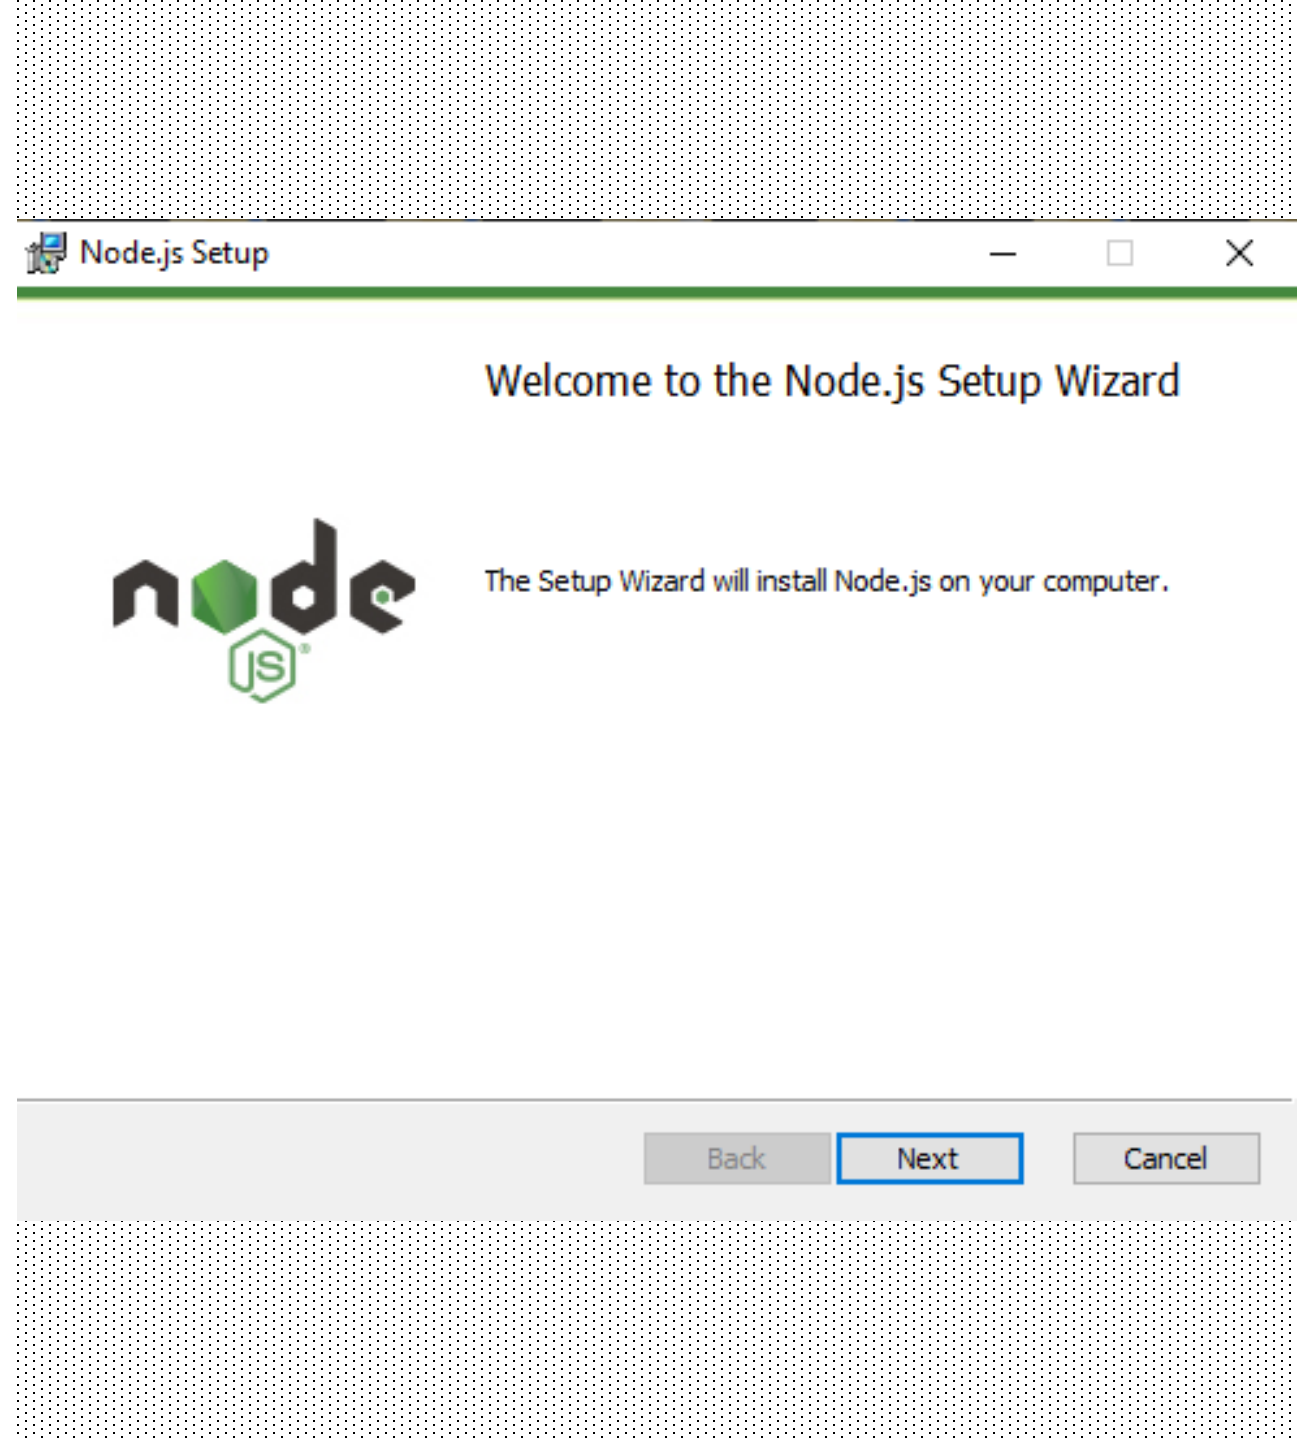 Node.js Setup
Welcome to the Node.js Setup Wizard
node
JS®
The Setup Wizard will install Node.js on your computer.
Back Next Cancel